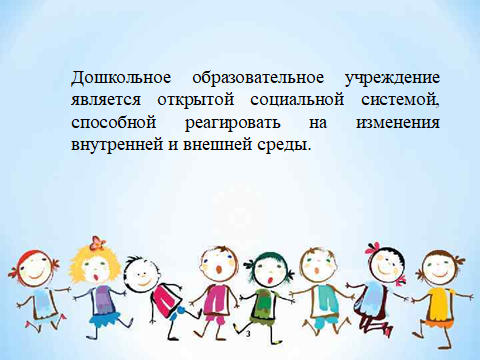 Дошкольное образовательное учреждение
является открытой социальной системой,
способной реагировать на изменения
внутренней и внешней среды.
3